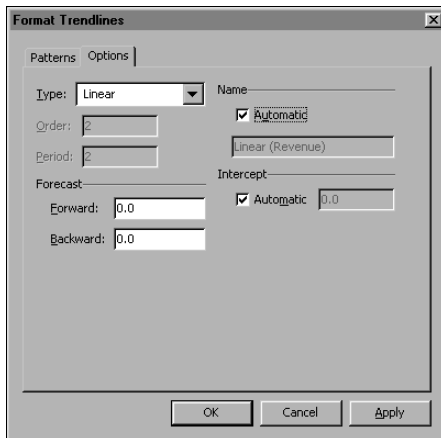 Format Trendlines
Patterns Options
Type: Linear
Order: 2
Period: 2
Forecast
Forward: 0.0
Backward: 0.0
Name
Automatic
Linear (Revenue)
Intercept
Automatic 0.0
OK Cancel Apply